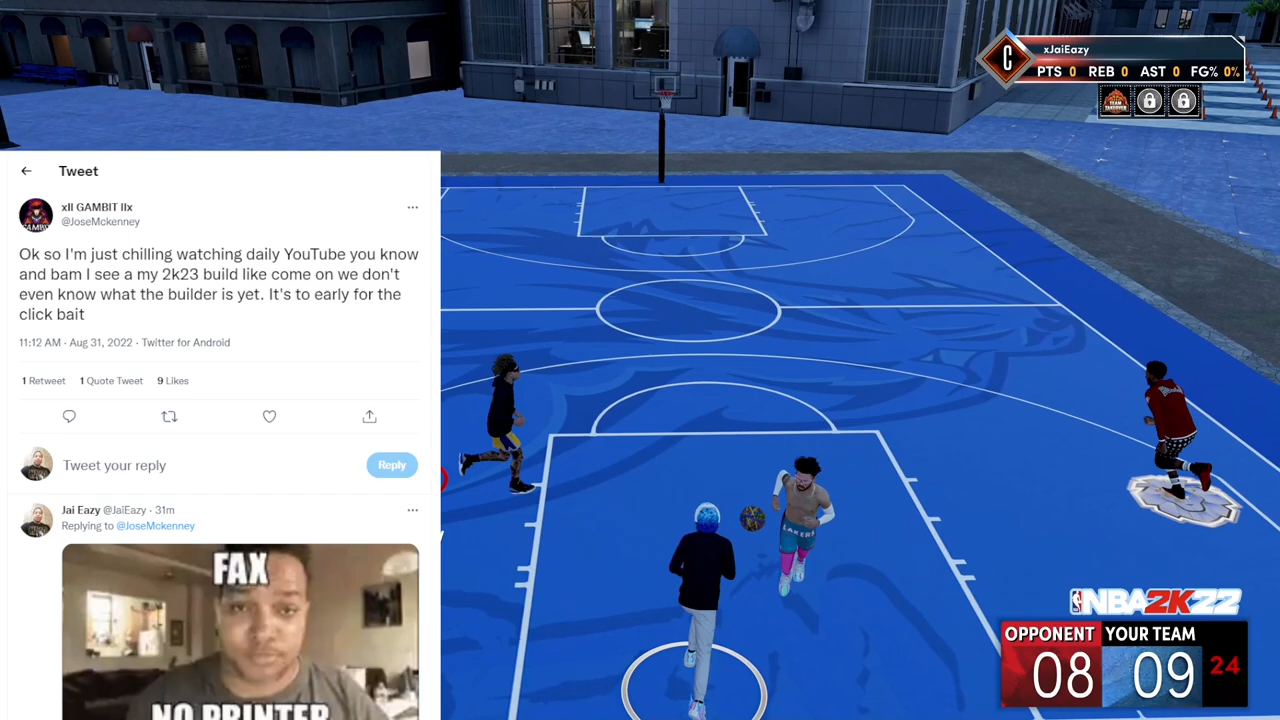 Tweet
xII GAMBIT IIx
@JoseMckenney
Ok so I'm just chilling watching daily YouTube you know
and bam I see a my 2k23 build like come on we don't
even know what the builder is yet. It's to early for the
click bait
11:12 AM · Aug 31, 2022 · Twitter for Android
1 Retweet 1 Quote Tweet 9 Likes
Tweet your reply
Reply
Jai Eazy @JaiEazy · 31m
Replying to @JoseMckenney
FAX
NO PRINTER
C
xJaiEazy
PTS 0 REB 0 AST 0 FG% 0%
TEAM
TAKEOVER
LAKERS
NBA2K22
OPPONENT YOUR TEAM
08 09 24